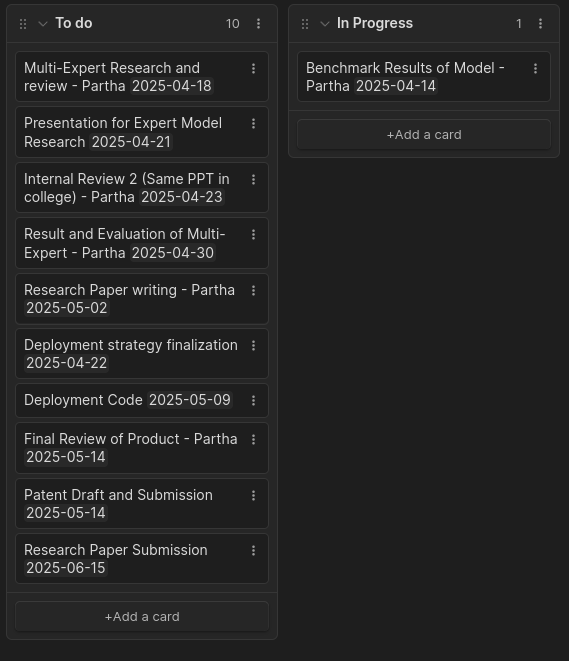 To do 10
Multi-Expert Research and
review - Partha 2025-04-18
Presentation for Expert Model
Research 2025-04-21
Internal Review 2 (Same PPT in
college) - Partha 2025-04-23
Result and Evaluation of Multi-
Expert - Partha 2025-04-30
Research Paper writing - Partha
2025-05-02
Deployment strategy finalization
2025-04-22
Deployment Code 2025-05-09
Final Review of Product - Partha
2025-05-14
Patent Draft and Submission
2025-05-14
Research Paper Submission
2025-06-15
+Add a card
In Progress 1
Benchmark Results of Model -
Partha 2025-04-14
+Add a card